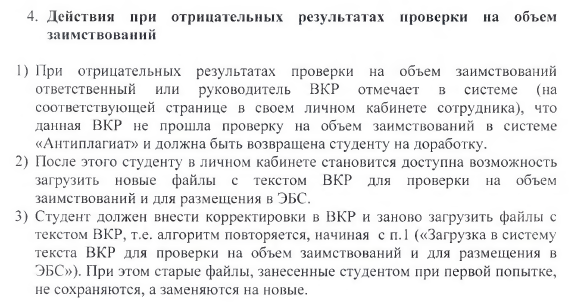 4. Действия при отрицательных результатах проверки на объем
заимствований
1) При отрицательных результатах проверки на объем заимствований
ответственный или руководитель ВКР отмечает в системе (на
соответствующей странице в своем личном кабинете сотрудника), что
данная ВКР не прошла проверку на объем заимствований в системе
«Антиплагиат» и должна быть возвращена студенту на доработку.
2) После этого студенту в личном кабинете становится доступна возможность
загрузить новые файлы с текстом ВКР для проверки на объем
заимствований и для размещения в ЭБС.
3) Студент должен внести корректировки в ВКР и заново загрузить файлы с
текстом ВКР, т.е. алгоритм повторяется, начиная с п.1 («Загрузка в систему
текста ВКР для проверки на объем заимствований и для размещения в
ЭБС»). При этом старые файлы, занесенные студентом при первой попытке,
не сохраняются, а заменяются на новые.